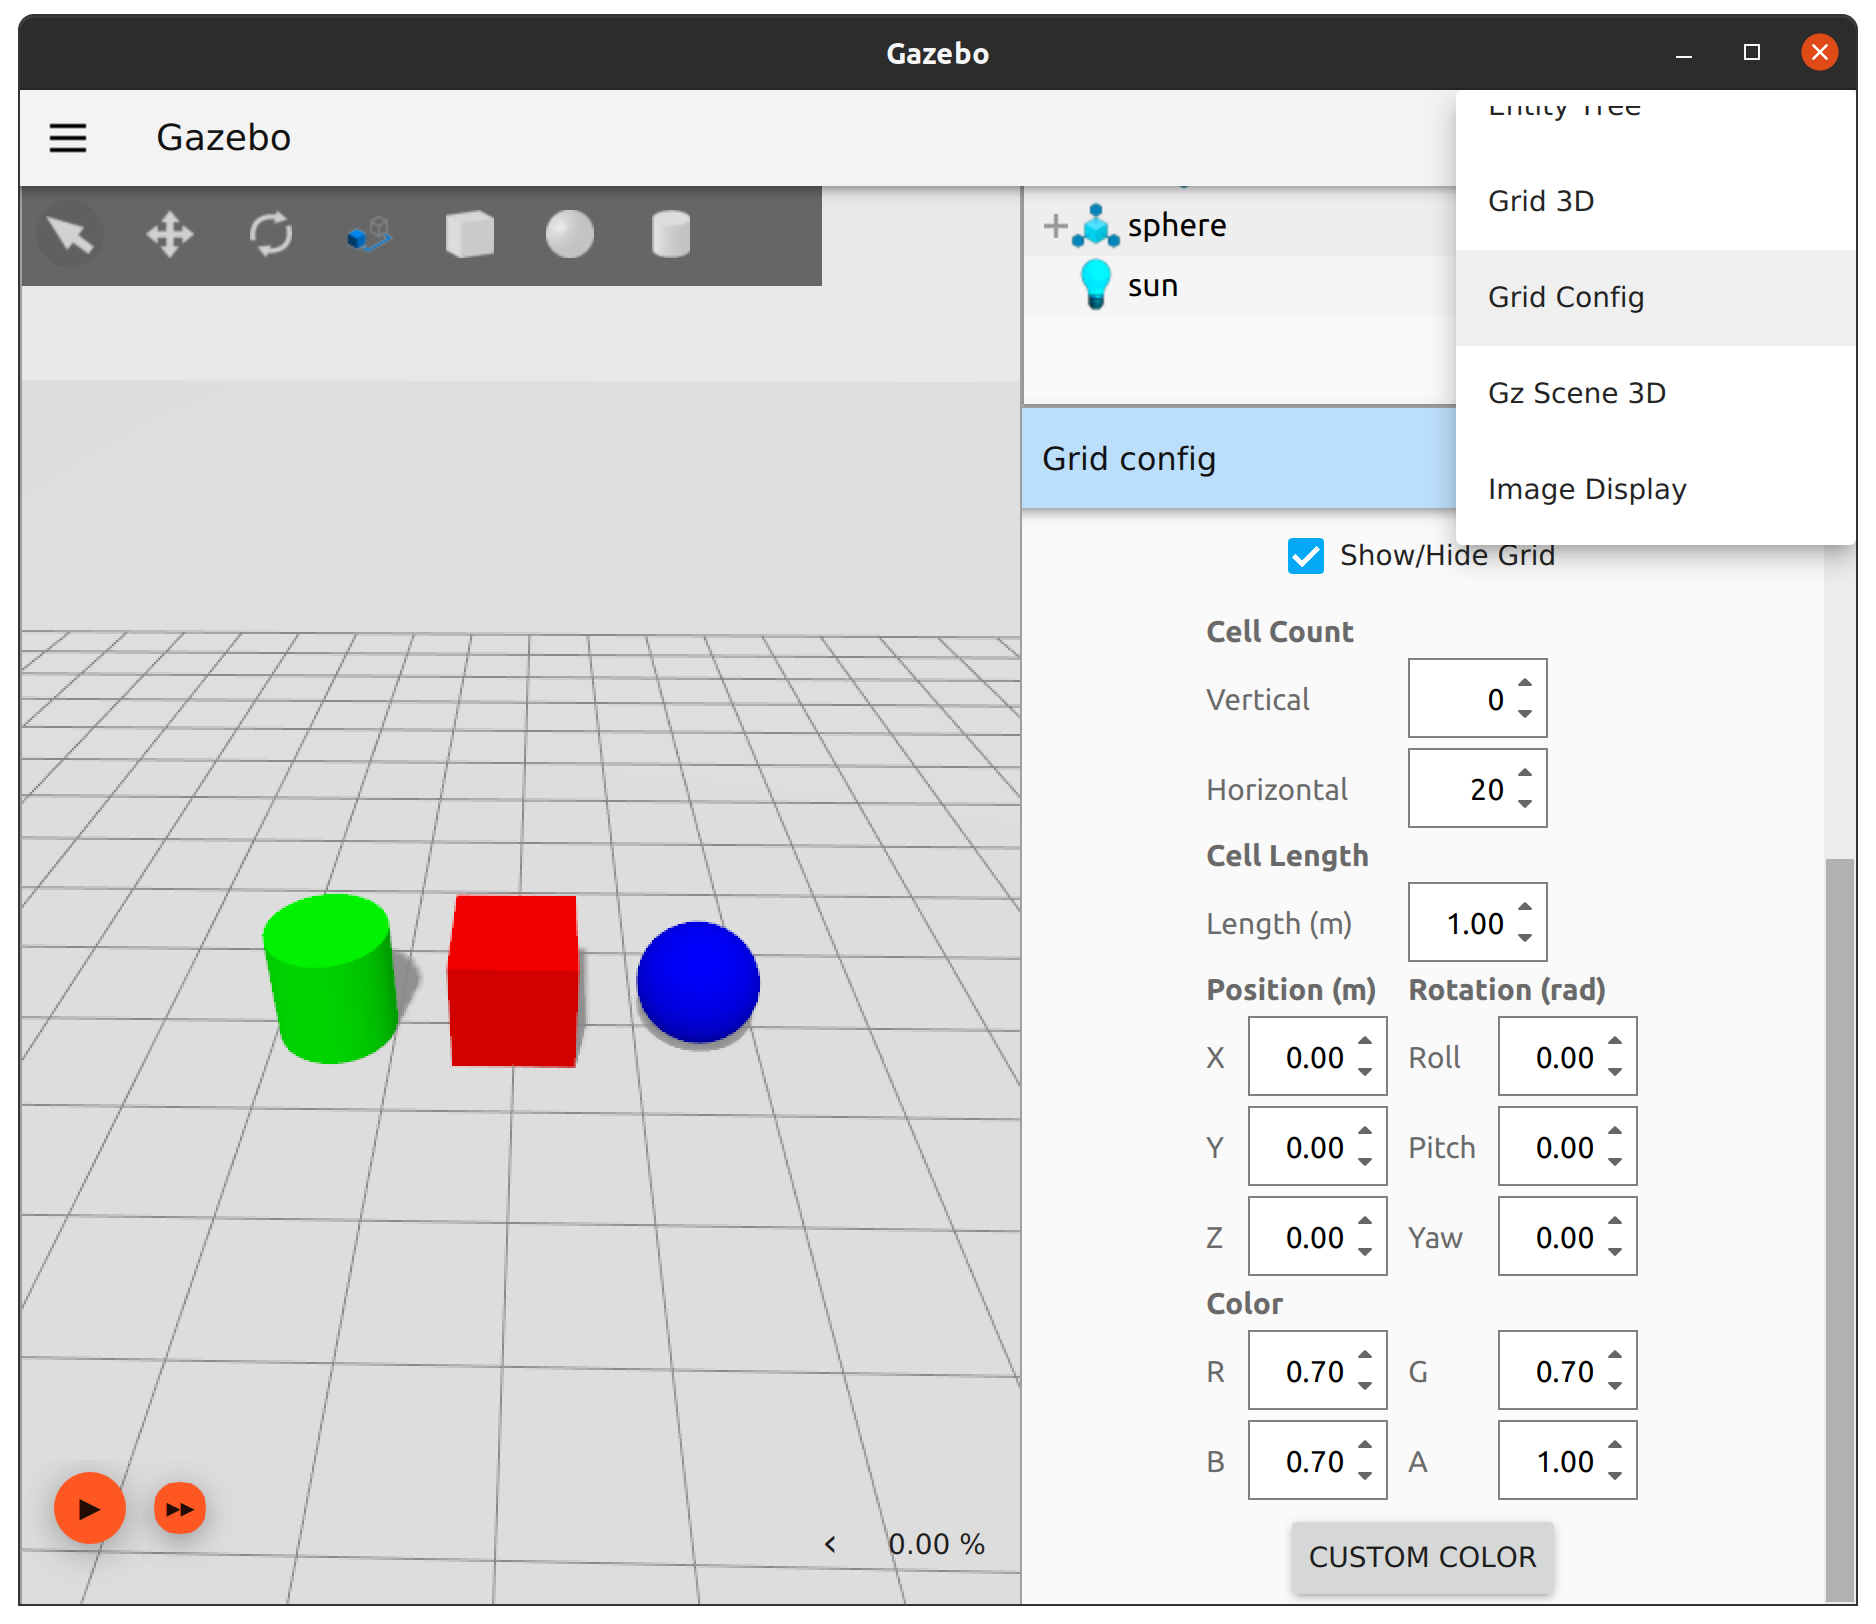 Gazebo
Gazebo
Entity Tree
Grid 3D
Grid Config
Gz Scene 3D
Image Display
sphere
sun
Grid config
Show/Hide Grid
Cell Count
Vertical 0
Horizontal 20
Cell Length
Length (m) 1.00
Position (m) Rotation (rad)
X 0.00 Roll 0.00
Y 0.00 Pitch 0.00
Z 0.00 Yaw 0.00
Color
R 0.70 G 0.70
B 0.70 A 1.00
< 0.00 %
CUSTOM COLOR